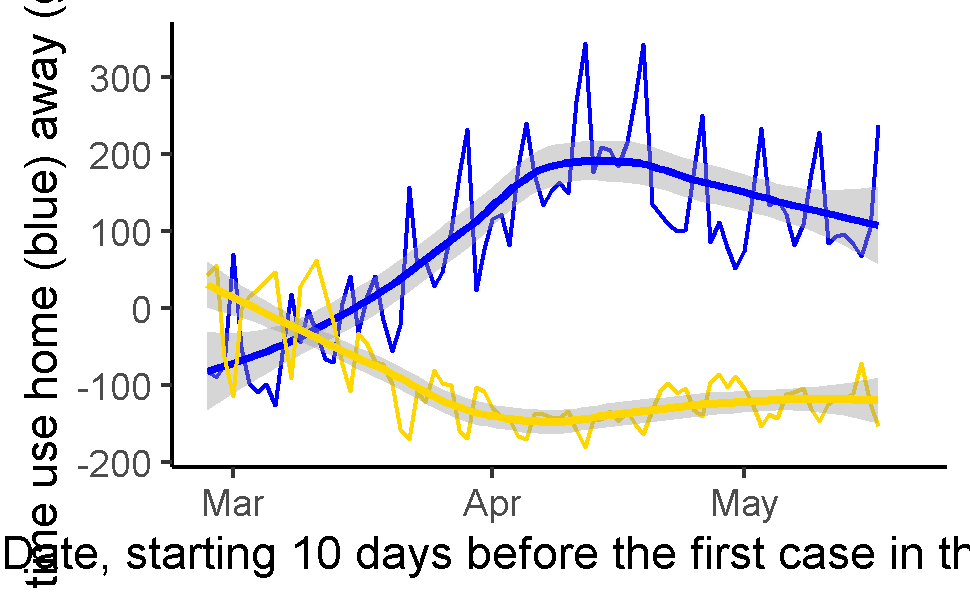 time use home (blue) away (
300
200
100
0
-100
-200
Mar Apr May
Date, starting 10 days before the first case in th